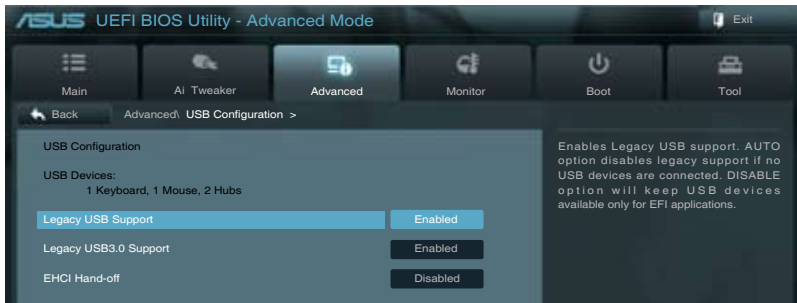 ASUS UEFI BIOS Utility - Advanced Mode
Exit
Main
Ai Tweaker
Advanced
Monitor
Boot
Tool
Back
Advanced\ USB Configuration >
USB Configuration
USB Devices:
1 Keyboard, 1 Mouse, 2 Hubs
Legacy USB Support Enabled
Legacy USB3.0 Support Enabled
EHCI Hand-off Disabled
Enables Legacy USB support. AUTO
option disables legacy support if no
USB devices are connected. DISABLE
option will keep USB devices
available only for EFI applications.